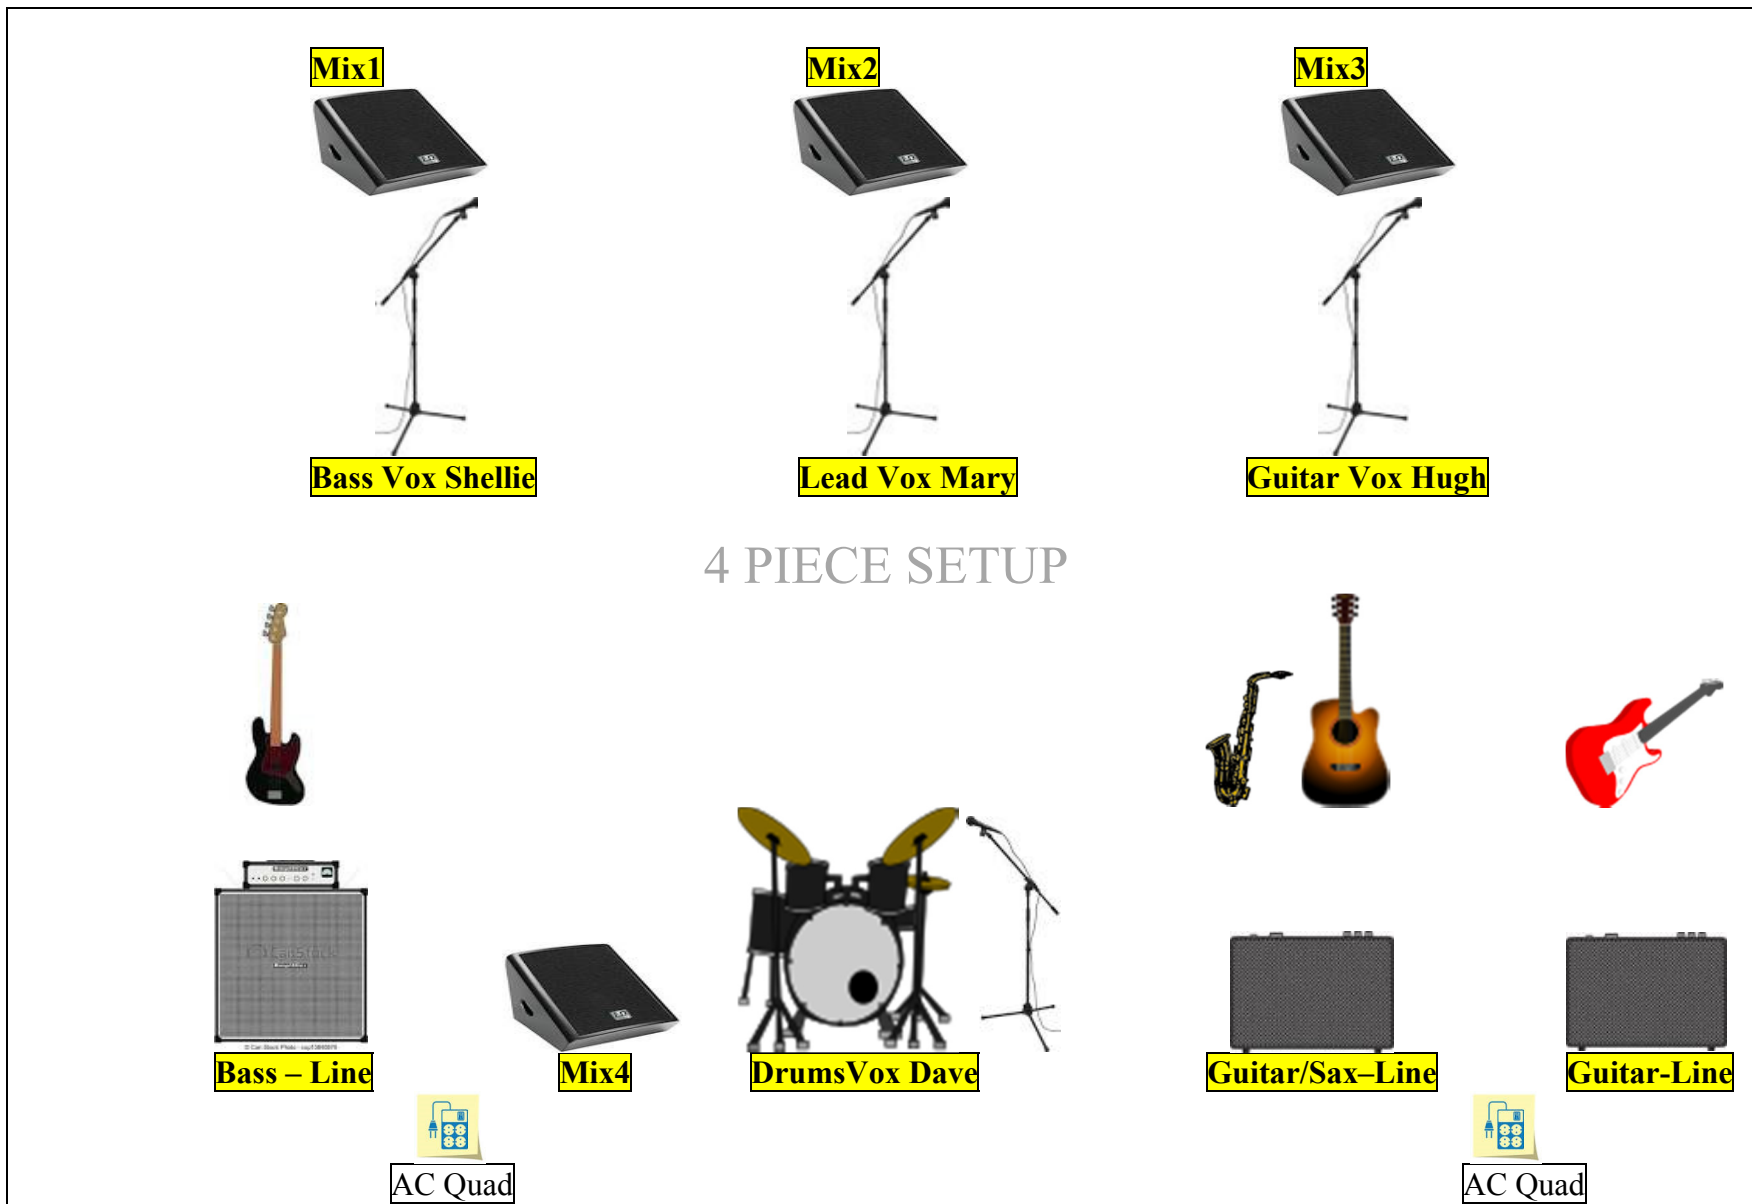 Mix1
Mix2
Mix3
Bass Vox Shellie
Lead Vox Mary
Guitar Vox Hugh
4 PIECE SETUP
CanStock
Bass – Line
Mix4
DrumsVox Dave
Guitar/Sax–Line
Guitar-Line
AC Quad
AC Quad